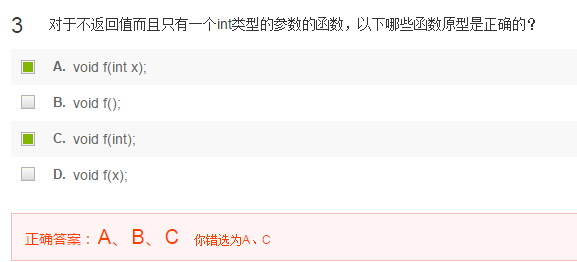 3 对于不返回值而且只有一个int类型的参数的函数，以下哪些函数原型是正确的？
A. void f(int x);
B. void f();
C. void f(int);
D. void f(x);
正确答案：A、B、C 你错选为A、C